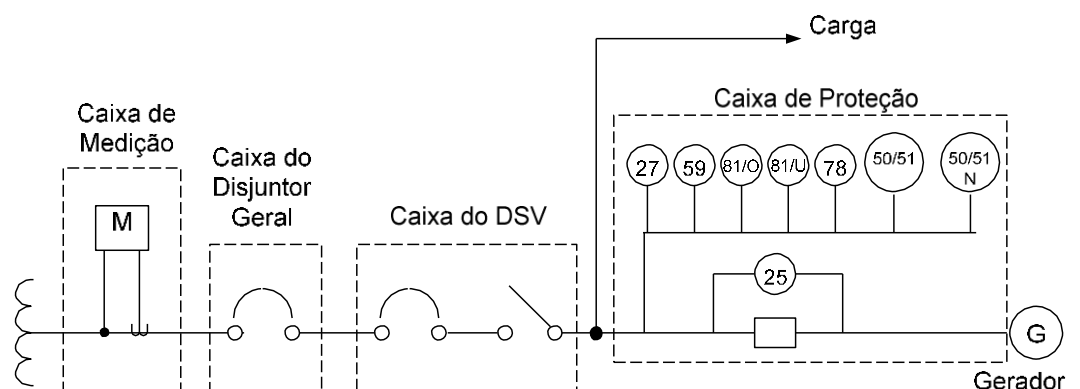 Carga
Caixa de Proteção
Caixa de
Medição
Caixa do
Disjuntor
Geral
Caixa do DSV
27
59
81/O
81/U
78
50/51
50/51
N
M
25
G
Gerador